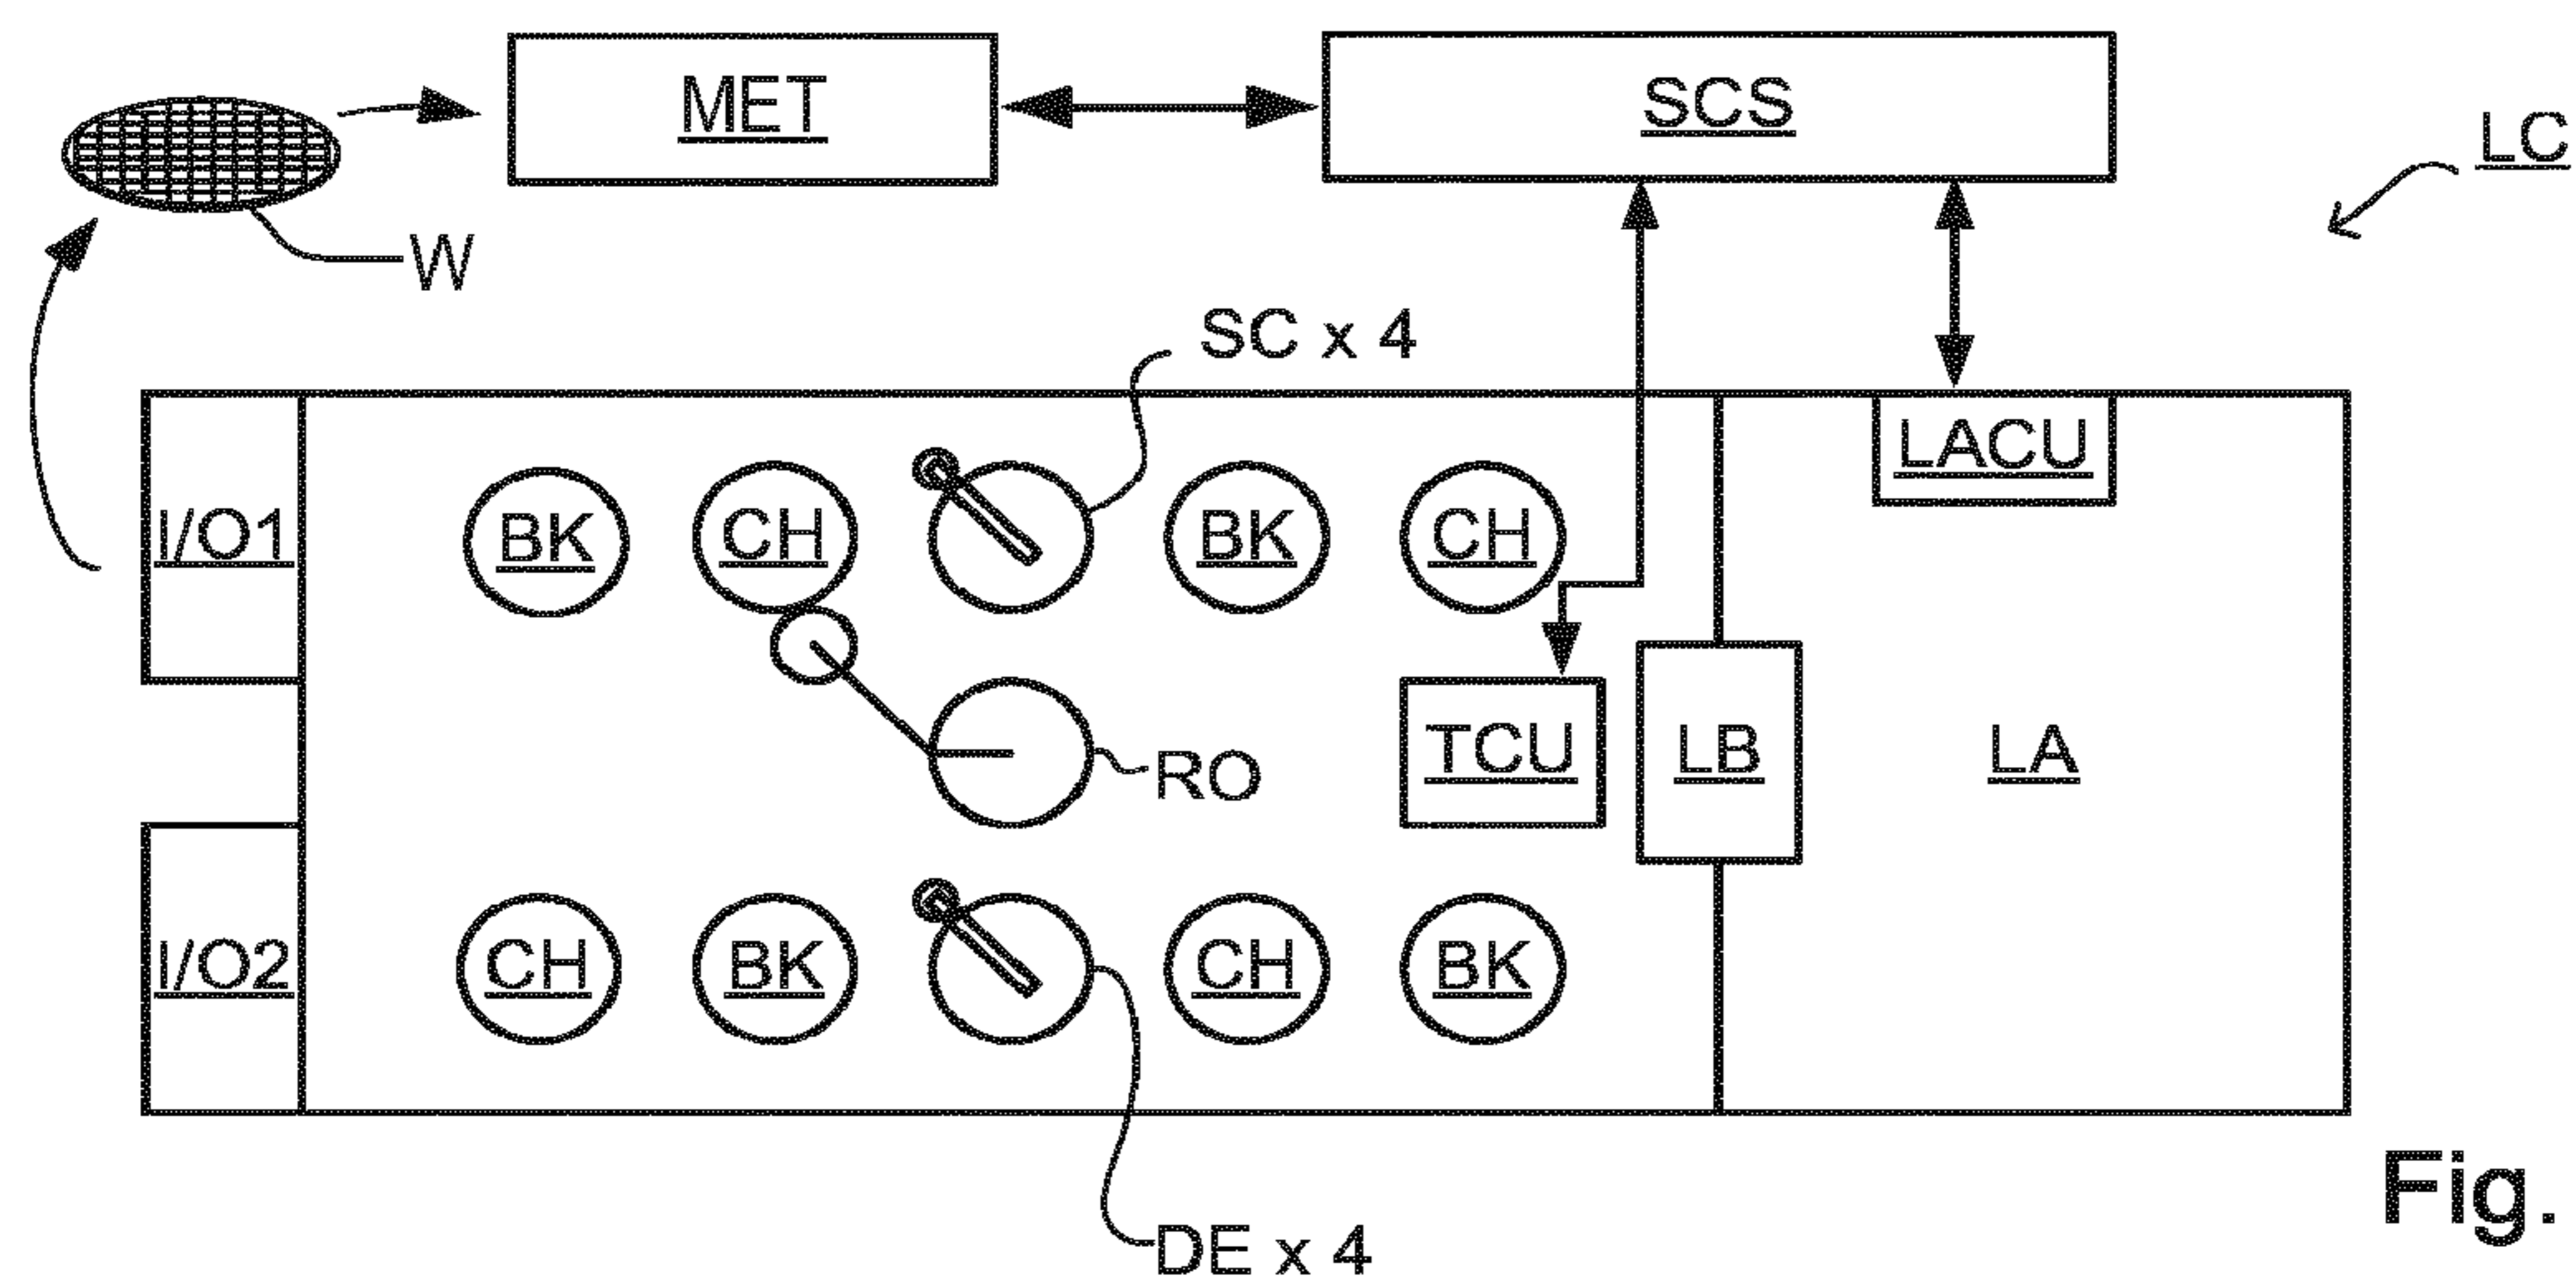 MET
SCS
LC
W
SC x 4
LACU
I/O1
BK
CH
BK
CH
RO
TCU
LB
LA
I/O2
CH
BK
CH
BK
DE x 4
Fig.